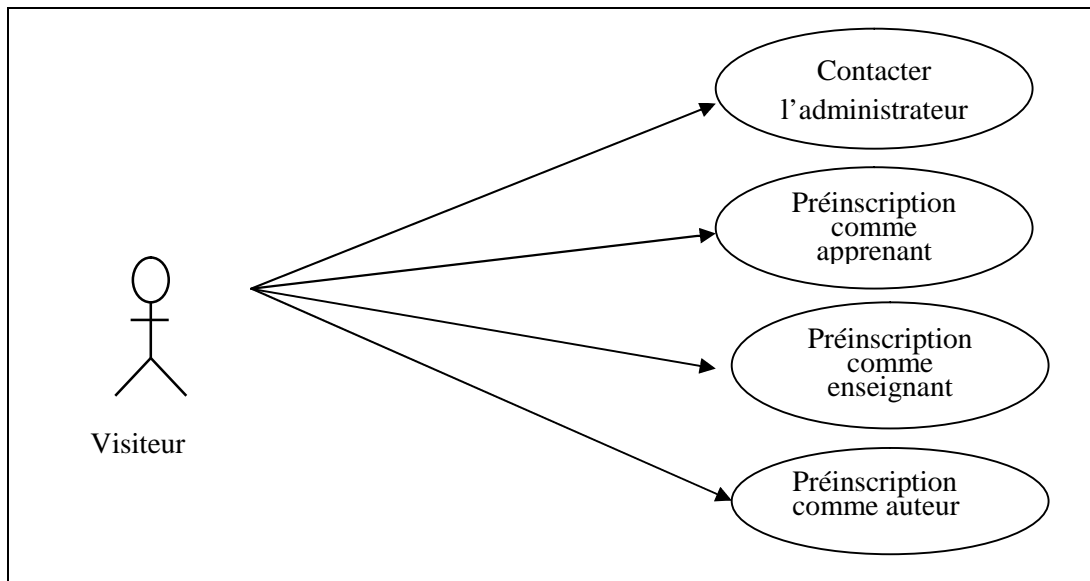 Contacter
l’administrateur
Préinscription
comme
apprenant
Préinscription
comme
enseignant
Visiteur
Préinscription
comme auteur